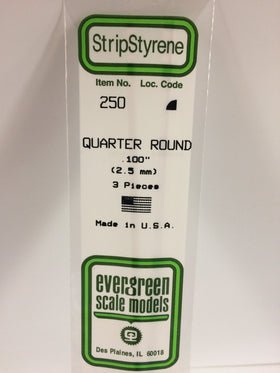 StripStyrene
Item No. Loc. Code
250
QUARTER ROUND
.100"
(2.5 mm)
3 Pieces
Made in U.S.A.
evergreen
scale models
Des Plaines, IL 60018